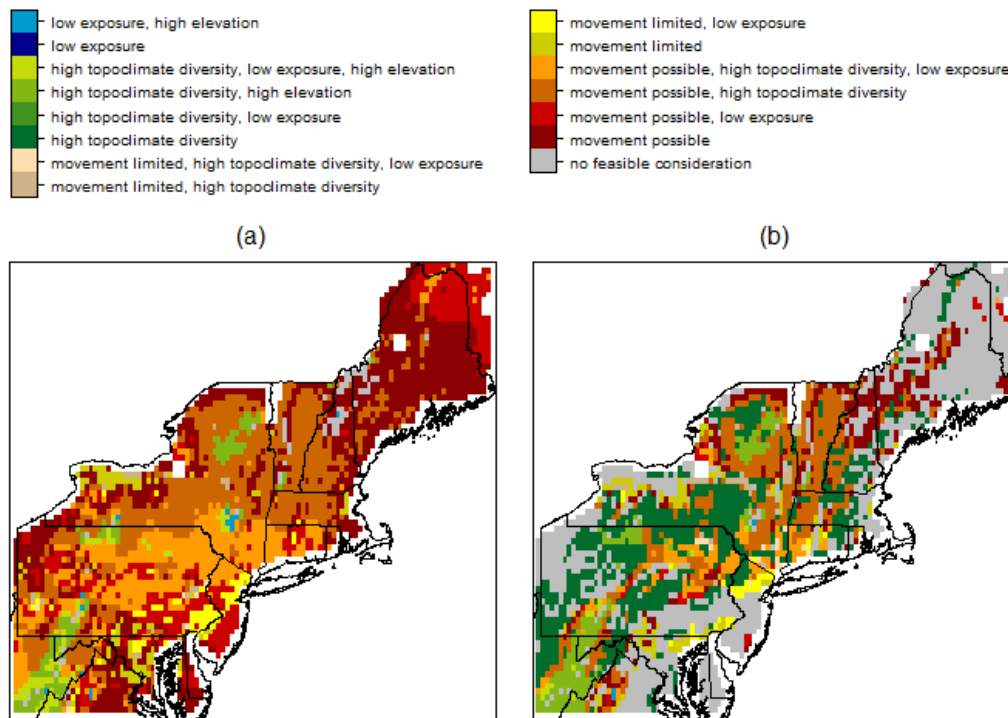 low exposure, high elevation
low exposure
high topoclimate diversity, low exposure, high elevation
high topoclimate diversity, high elevation
high topoclimate diversity, low exposure
high topoclimate diversity
movement limited, high topoclimate diversity, low exposure
movement limited, high topoclimate diversity
movement limited, low exposure
movement limited
movement possible, high topoclimate diversity, low exposure
movement possible, high topoclimate diversity
movement possible, low exposure
movement possible
no feasible consideration
(a)
(b)